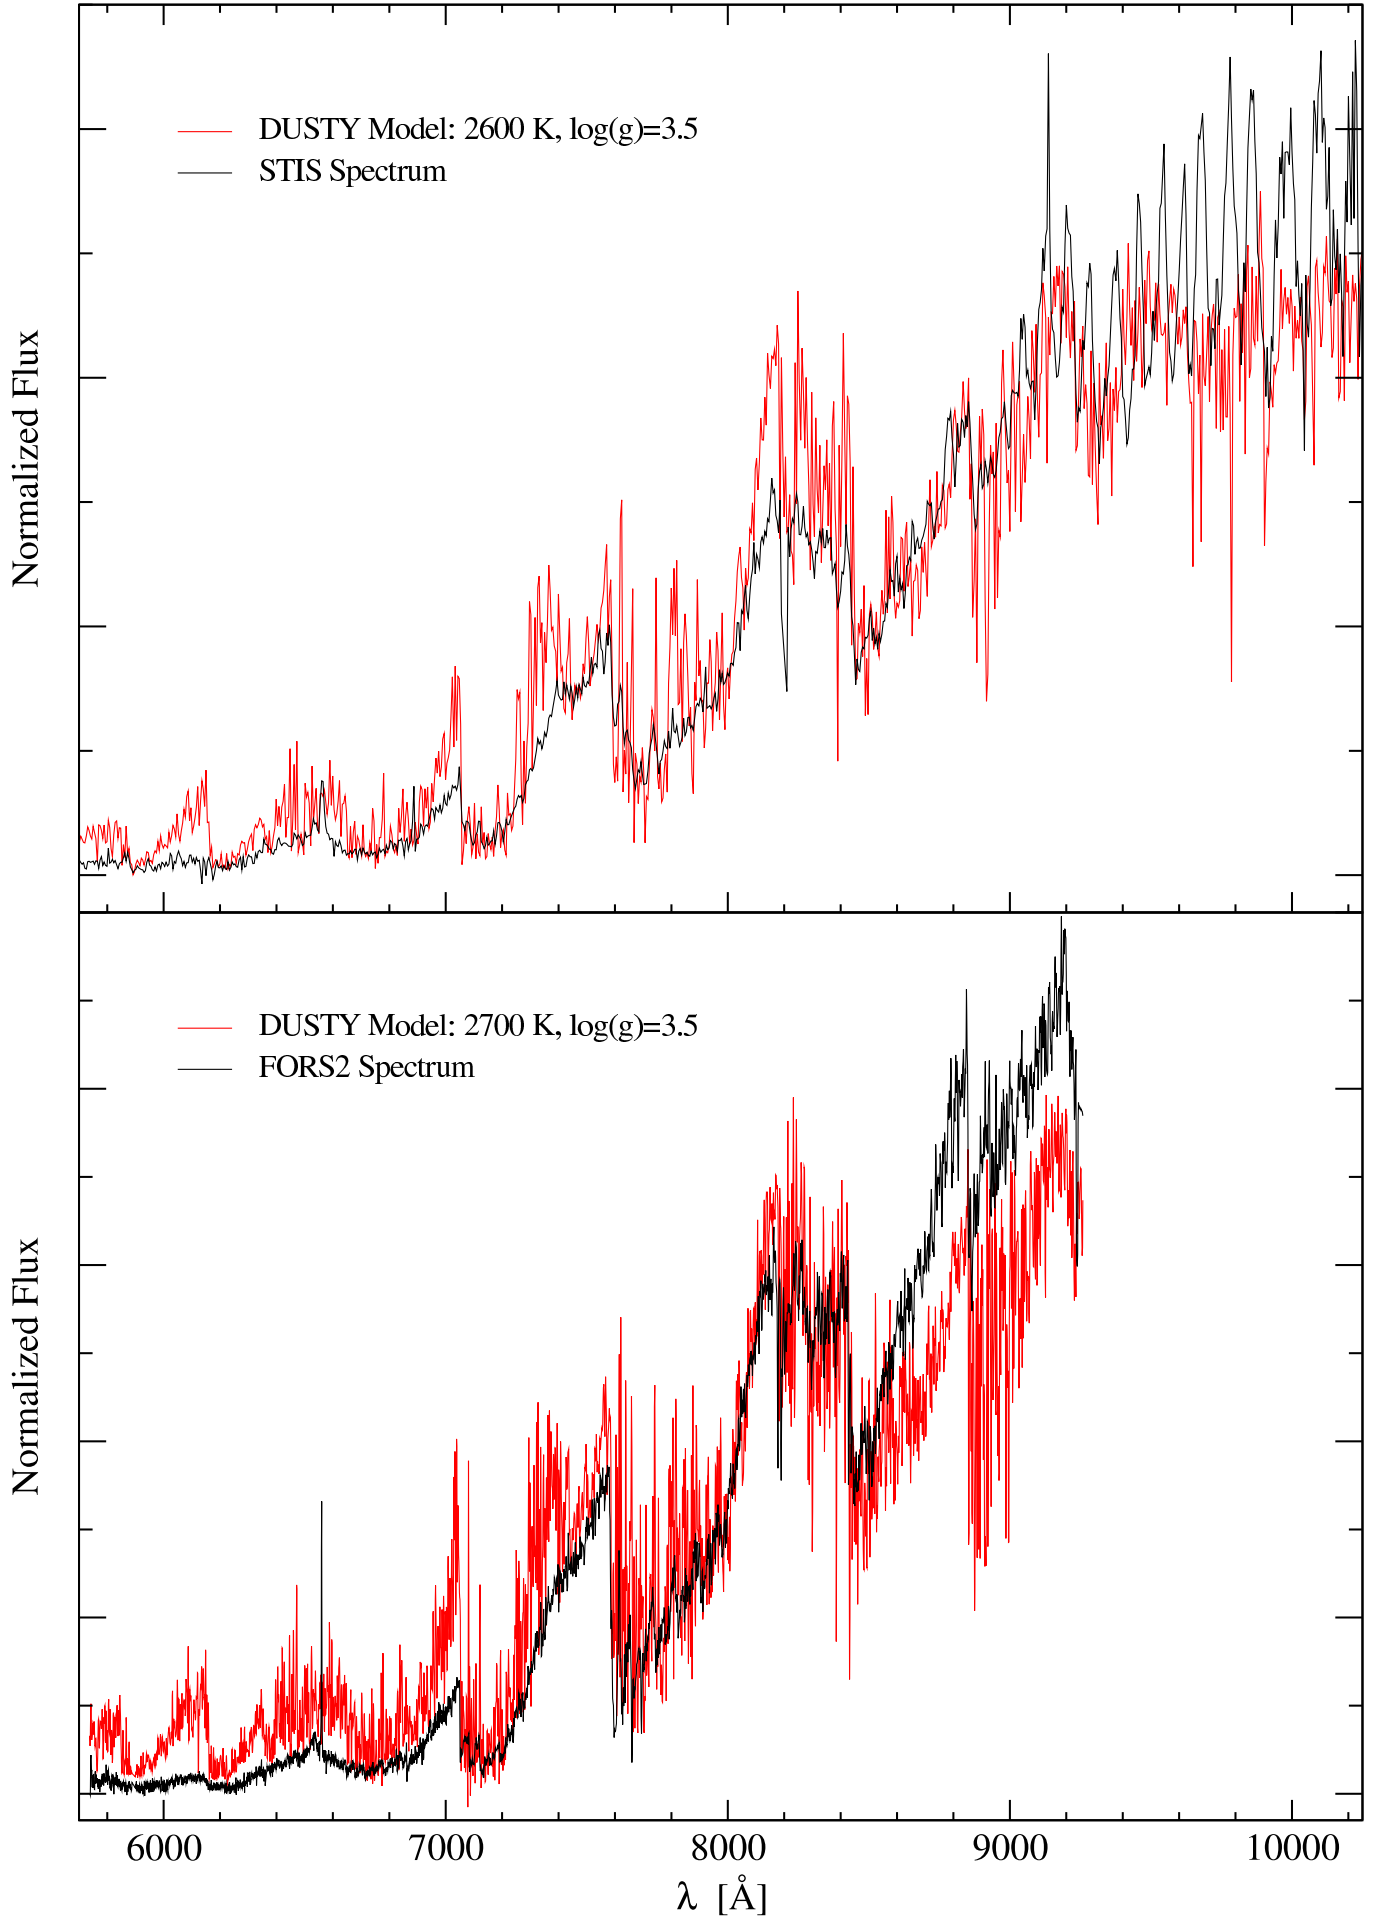 DUSTY Model: 2600 K, log(g)=3.5
STIS Spectrum
Normalized Flux
DUSTY Model: 2700 K, log(g)=3.5
FORS2 Spectrum
Normalized Flux
6000 7000 8000 9000 10000
λ [Å]